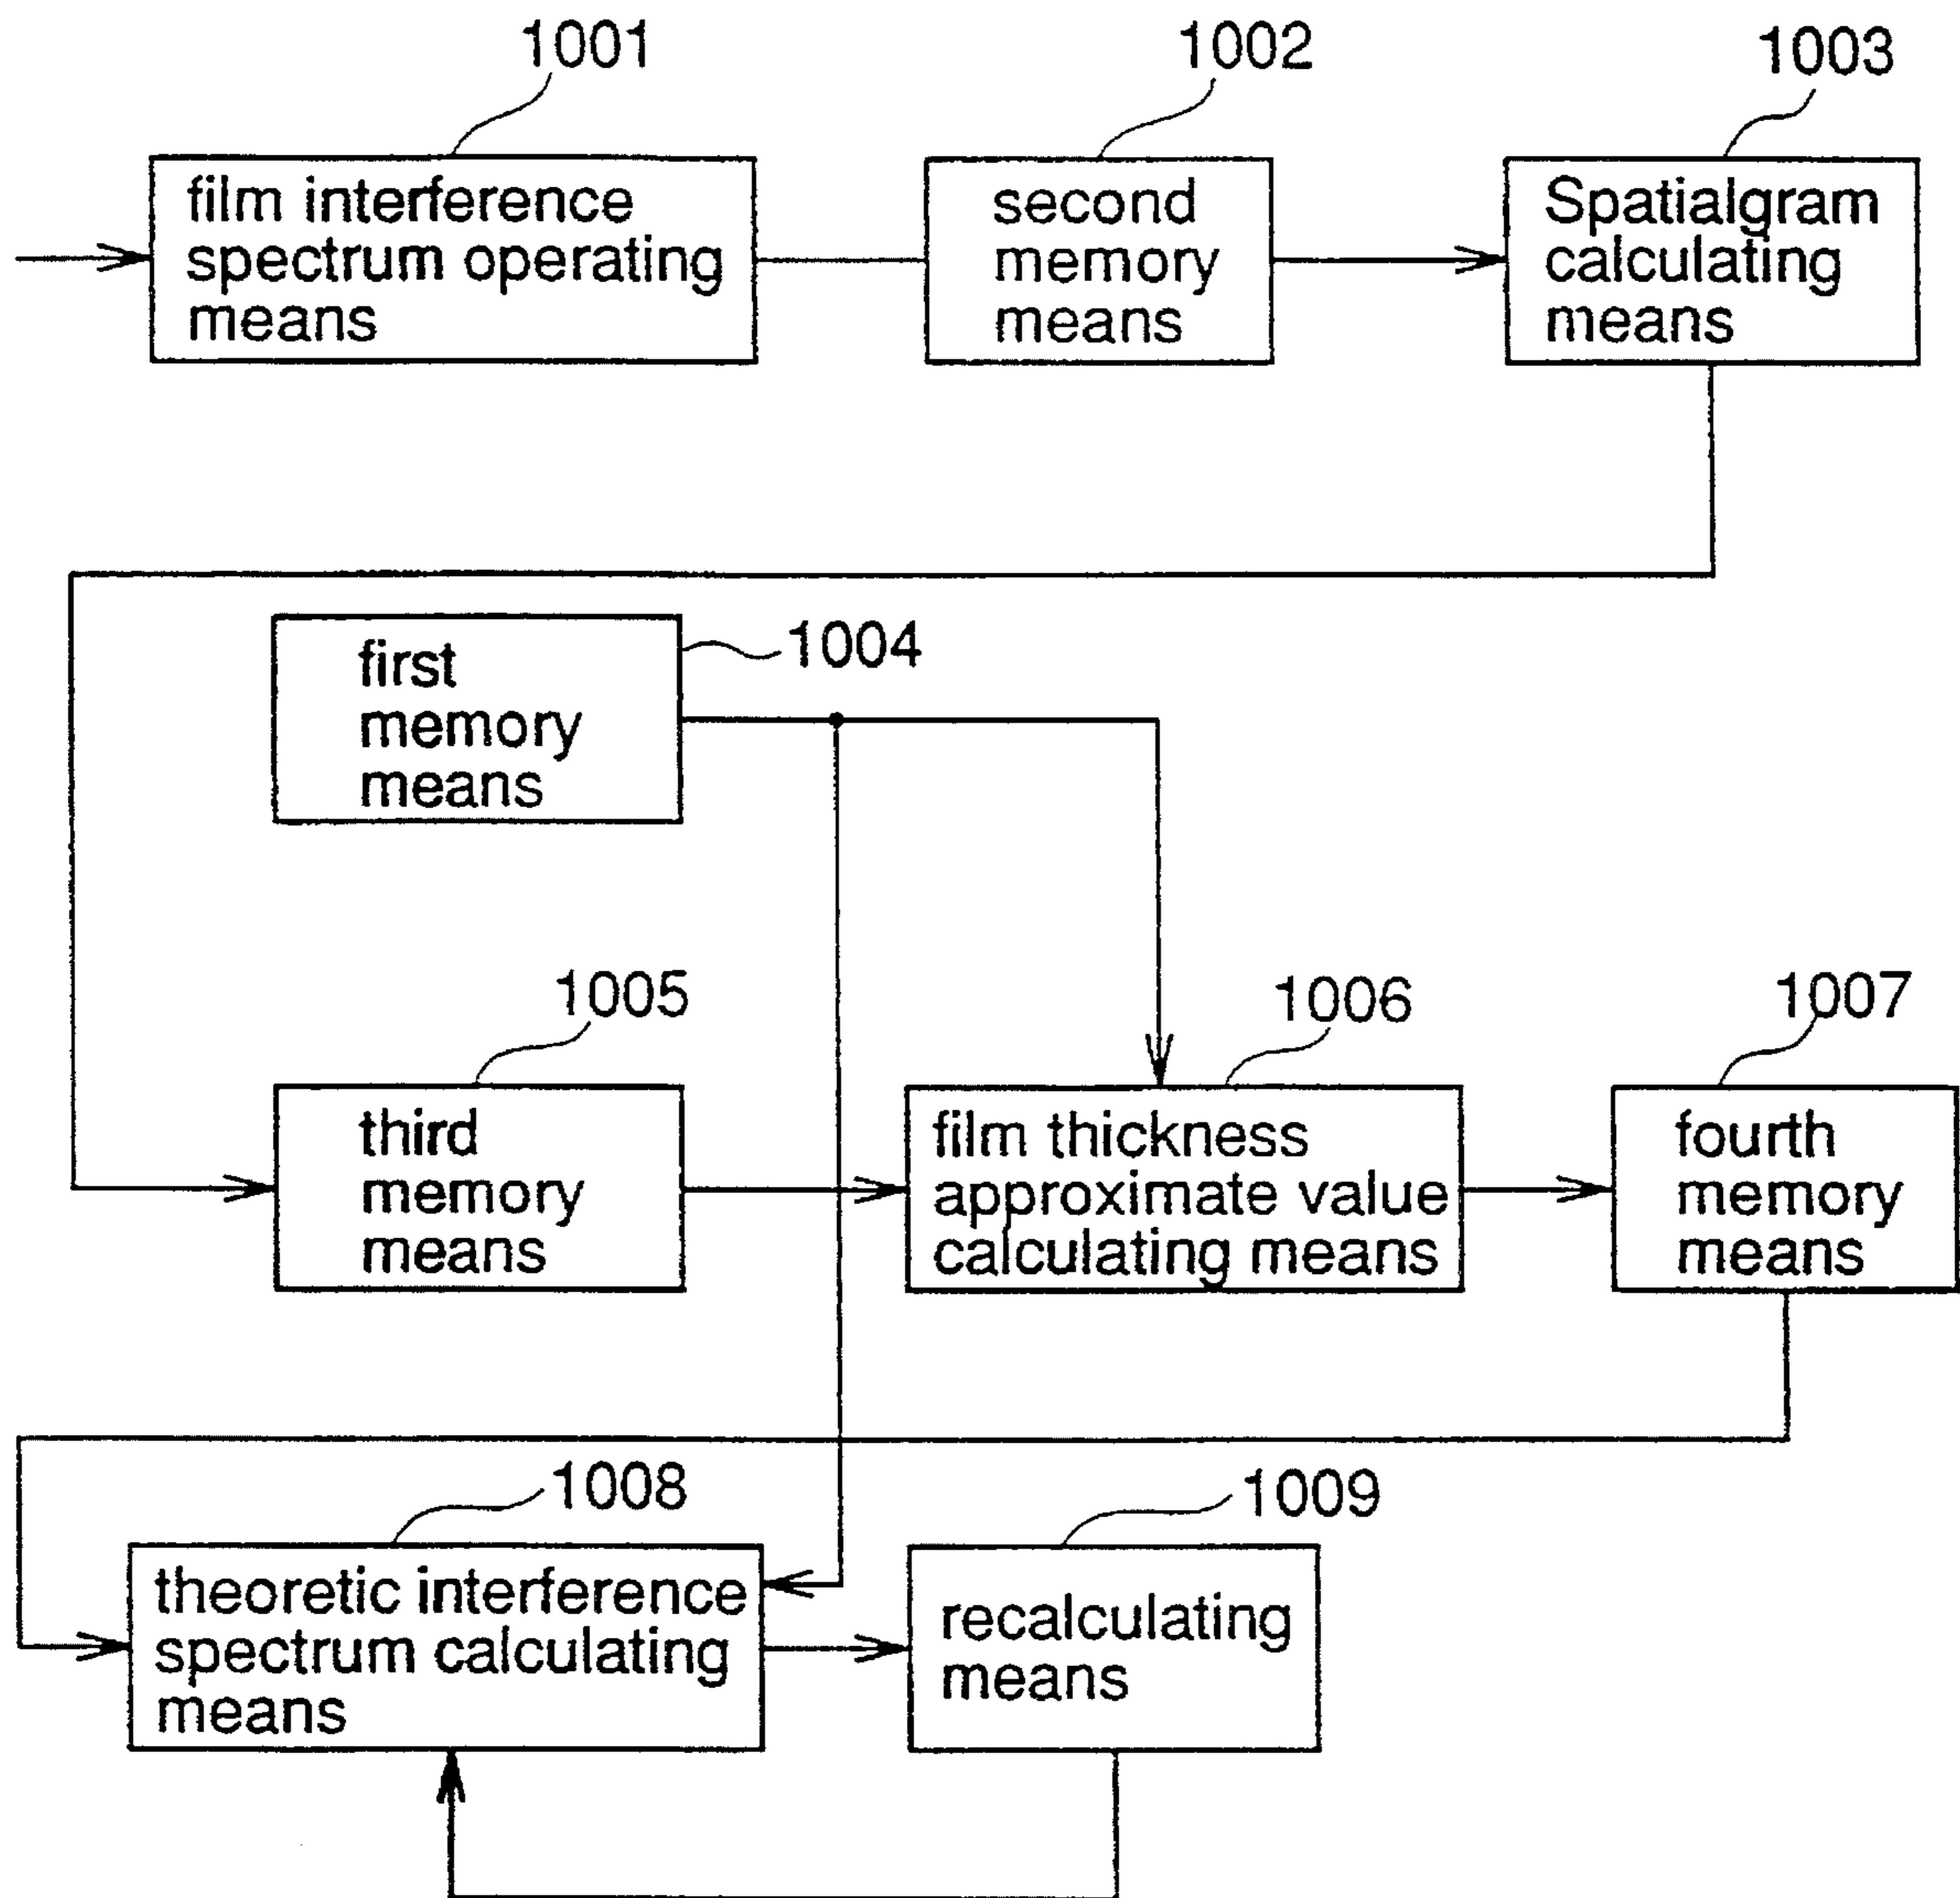 1001
1002
1003
film interference
spectrum operating
means
second
memory
means
Spatialgram
calculating
means
first
memory
means
1004
1005
1006
1007
third
memory
means
film thickness
approximate value
calculating means
fourth
memory
means
1008
1009
theoretic interference
spectrum calculating
means
recalculating
means